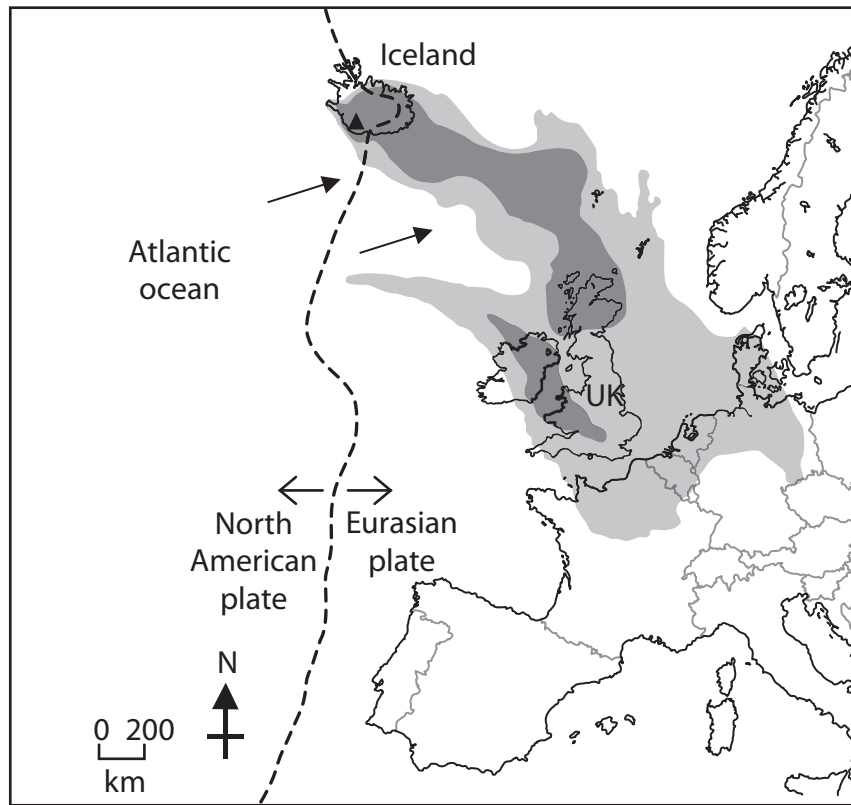 Iceland
Atlantic
ocean
UK
North
American
plate
Eurasian
plate
N
0 200
km